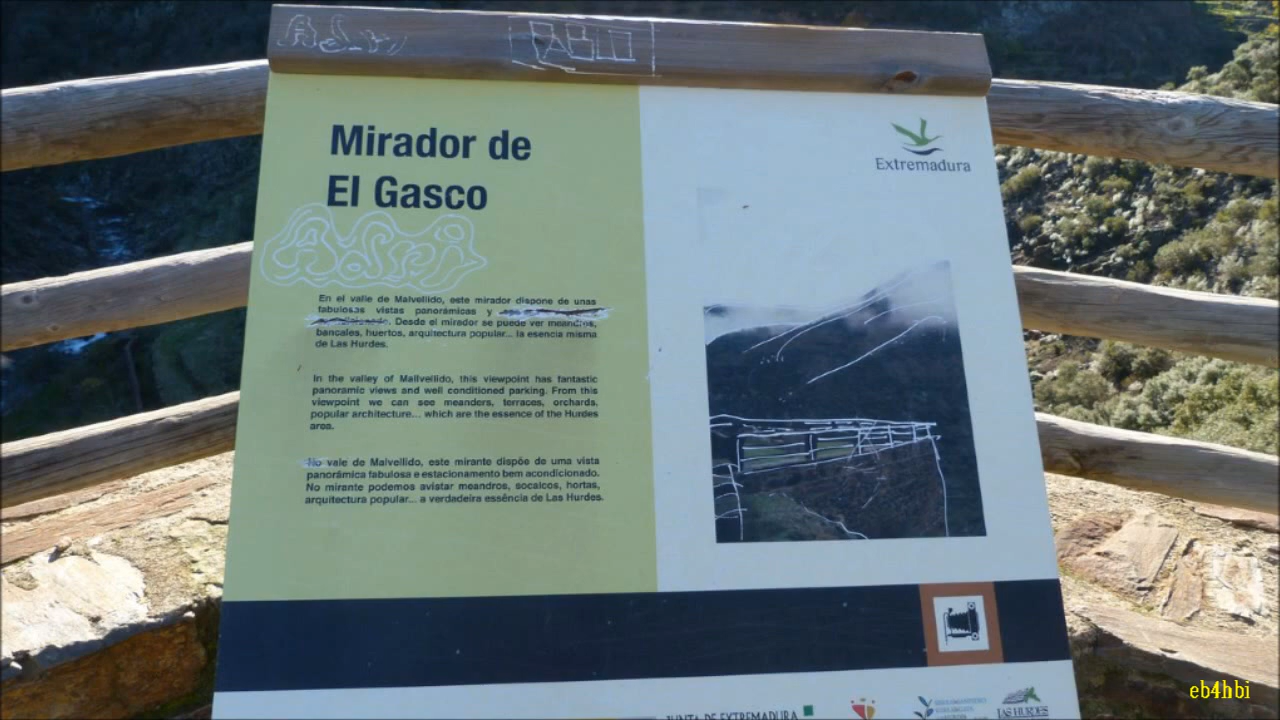 PABLO
Mirador de
El Gasco
Extremadura
Adri
En el valle de Malvellido, este mirador dispone de unas
fabulosas vistas panorámicas y
Desde el mirador se puede ver meandros,
bancales, huertos, arquitectura popular... la esencia misma
de Las Hurdes.
In the valley of Mallvellido, this viewpoint has fantastic
panoramic views and well conditioned parking. From this
viewpoint we can see meanders, terraces, orchards,
popular architecture... which are the essence of the Hurdes
area.
No vale de Malvellido, este mirante dispõe de uma vista
panorámica fabulosa e estacionamento bem acondicionado.
No mirante podemos avistar meandros, socalcos, hortas,
arquitectura popular... a verdadeira essência de Las Hurdes.
JUNTA DE EXTREMADURA
LAS HURDES
eb4hbi